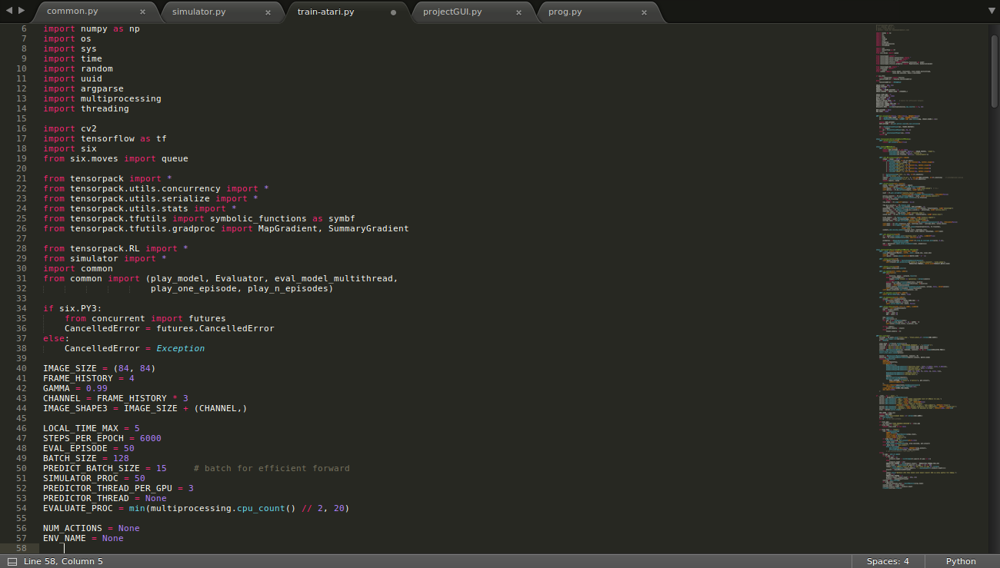 common.py
simulator.py
train-atari.py
projectGUI.py
prog.py
6 import numpy as np
7 import os
8 import sys
9 import time
10 import random
11 import uuid
12 import argparse
13 import multiprocessing
14 import threading
15
16 import cv2
17 import tensorflow as tf
18 import six
19 from six.moves import queue
20
21 from tensorpack import *
22 from tensorpack.utils.concurrency import *
23 from tensorpack.utils.serialize import *
24 from tensorpack.utils.stats import *
25 from tensorpack.tfutils import symbolic_functions as symbf
26 from tensorpack.tfutils.gradproc import MapGradient, SummaryGradient
27
28 from tensorpack.RL import *
29 from simulator import *
30 import common
31 from common import (play_model, Evaluator, eval_model_multithread,
32                     play_one_episode, play_n_episodes)
33
34 if six.PY3:
35     from concurrent import futures
36     CancelledError = futures.CancelledError
37 else:
38     CancelledError = Exception
39
40 IMAGE_SIZE = (84, 84)
41 FRAME_HISTORY = 4
42 GAMMA = 0.99
43 CHANNEL = FRAME_HISTORY * 3
44 IMAGE_SHAPE3 = IMAGE_SIZE + (CHANNEL,)
45
46 LOCAL_TIME_MAX = 5
47 STEPS_PER_EPOCH = 6000
48 EVAL_EPISODE = 50
49 BATCH_SIZE = 128
50 PREDICT_BATCH_SIZE = 15     # batch for efficient forward
51 SIMULATOR_PROC = 50
52 PREDICTOR_THREAD_PER_GPU = 3
53 PREDICTOR_THREAD = None
54 EVALUATE_PROC = min(multiprocessing.cpu_count() // 2, 20)
55
56 NUM_ACTIONS = None
57 ENV_NAME = None
58
Line 58, Column 5
Spaces: 4
Python